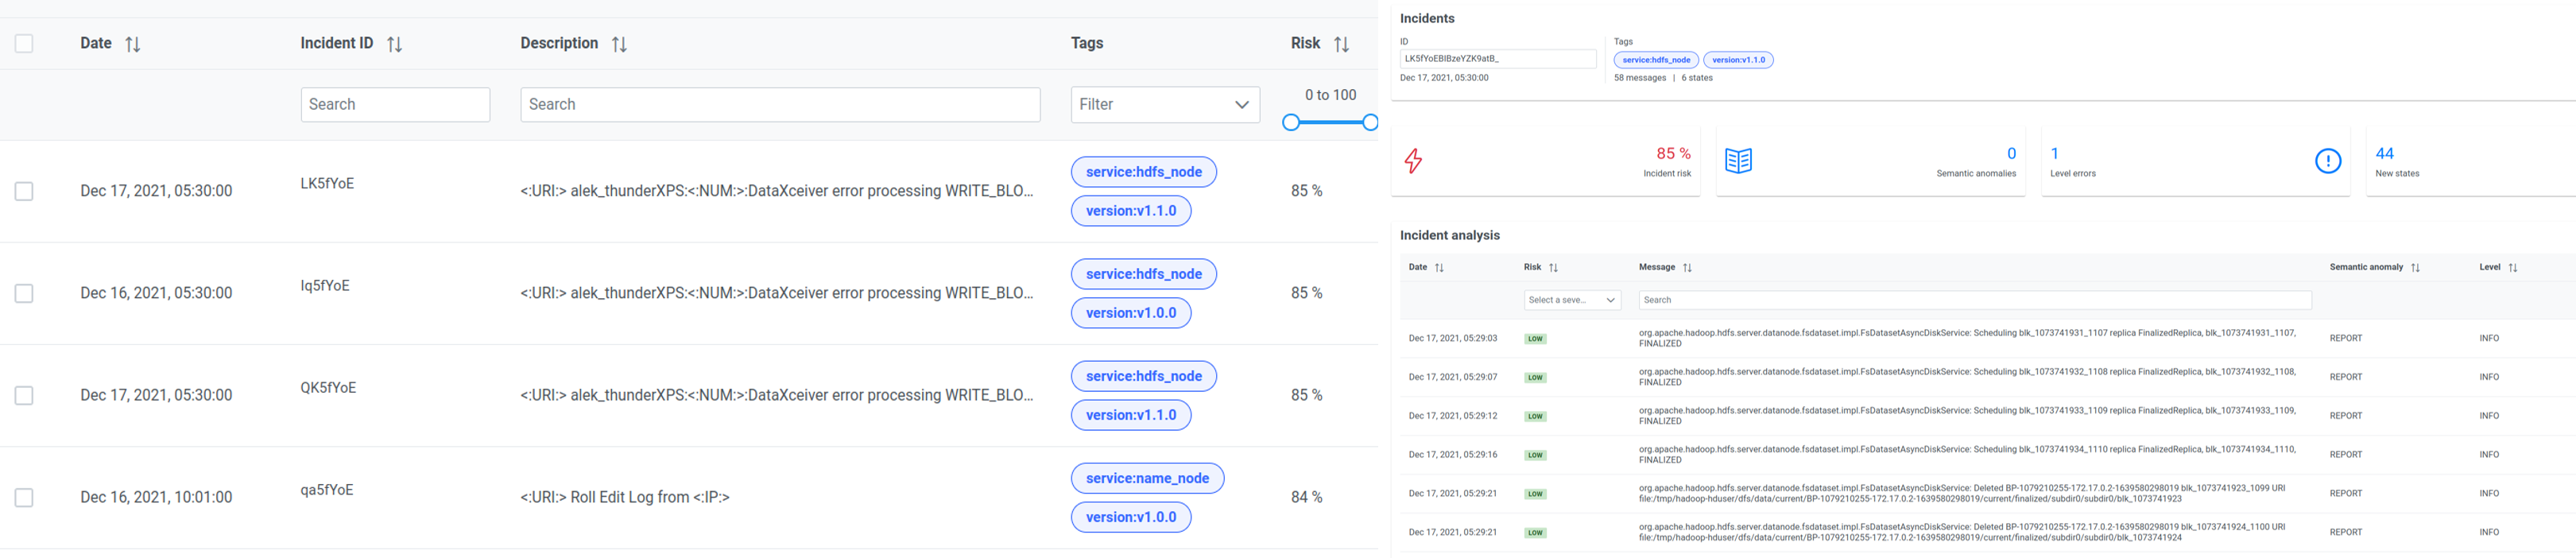 Date Incident ID Description Tags Risk
Search Search Filter 0 to 100
Dec 17, 2021, 05:30:00 LK5fYoE <:URI:> alek_thunderXPS:<:NUM:>:DataXceiver error processing WRITE_BLO... service:hdfs_node 85 %
version:v1.1.0
Dec 16, 2021, 05:30:00 Iq5fYoE <:URI:> alek_thunderXPS:<:NUM:>:DataXceiver error processing WRITE_BLO... service:hdfs_node 85 %
version:v1.0.0
Dec 17, 2021, 05:30:00 QK5fYoE <:URI:> alek_thunderXPS:<:NUM:>:DataXceiver error processing WRITE_BLO... service:hdfs_node 85 %
version:v1.1.0
Dec 16, 2021, 10:01:00 qa5fYoE <:URI:> Roll Edit Log from <:IP:> service:name_node 84 %
version:v1.0.0
Incidents
ID Tags
LK5fYoEBIBzeYZK9atB_ service:hdfs_node version:v1.1.0
Dec 17, 2021, 05:30:00 58 messages | 6 states
85 % 0 1 44
Incident risk Semantic anomalies Level errors New states
Incident analysis
Date Risk Message Semantic anomaly Level
Select a seve... Search
Dec 17, 2021, 05:29:03 LOW org.apache.hadoop.hdfs.server.datanode.fsdataset.impl.FsDatasetAsyncDiskService: Scheduling blk_1073741931_1107 replica FinalizedReplica, blk_1073741931_1107, REPORT INFO
FINALIZED
Dec 17, 2021, 05:29:07 LOW org.apache.hadoop.hdfs.server.datanode.fsdataset.impl.FsDatasetAsyncDiskService: Scheduling blk_1073741932_1108 replica FinalizedReplica, blk_1073741932_1108, REPORT INFO
FINALIZED
Dec 17, 2021, 05:29:12 LOW org.apache.hadoop.hdfs.server.datanode.fsdataset.impl.FsDatasetAsyncDiskService: Scheduling blk_1073741933_1109 replica FinalizedReplica, blk_1073741933_1109, REPORT INFO
FINALIZED
Dec 17, 2021, 05:29:16 LOW org.apache.hadoop.hdfs.server.datanode.fsdataset.impl.FsDatasetAsyncDiskService: Scheduling blk_1073741934_1110 replica FinalizedReplica, blk_1073741934_1110, REPORT INFO
FINALIZED
Dec 17, 2021, 05:29:21 LOW org.apache.hadoop.hdfs.server.datanode.fsdataset.impl.FsDatasetAsyncDiskService: Deleted BP-1079210255-172.17.0.2-1639580298019 blk_1073741923_1099 URI REPORT INFO
file:/tmp/hadoop-hduser/dfs/data/current/BP-1079210255-172.17.0.2-1639580298019/current/finalized/subdir0/subdir0/blk_1073741923
Dec 17, 2021, 05:29:21 LOW org.apache.hadoop.hdfs.server.datanode.fsdataset.impl.FsDatasetAsyncDiskService: Deleted BP-1079210255-172.17.0.2-1639580298019 blk_1073741924_1100 URI REPORT INFO
file:/tmp/hadoop-hduser/dfs/data/current/BP-1079210255-172.17.0.2-1639580298019/current/finalized/subdir0/subdir0/blk_1073741924